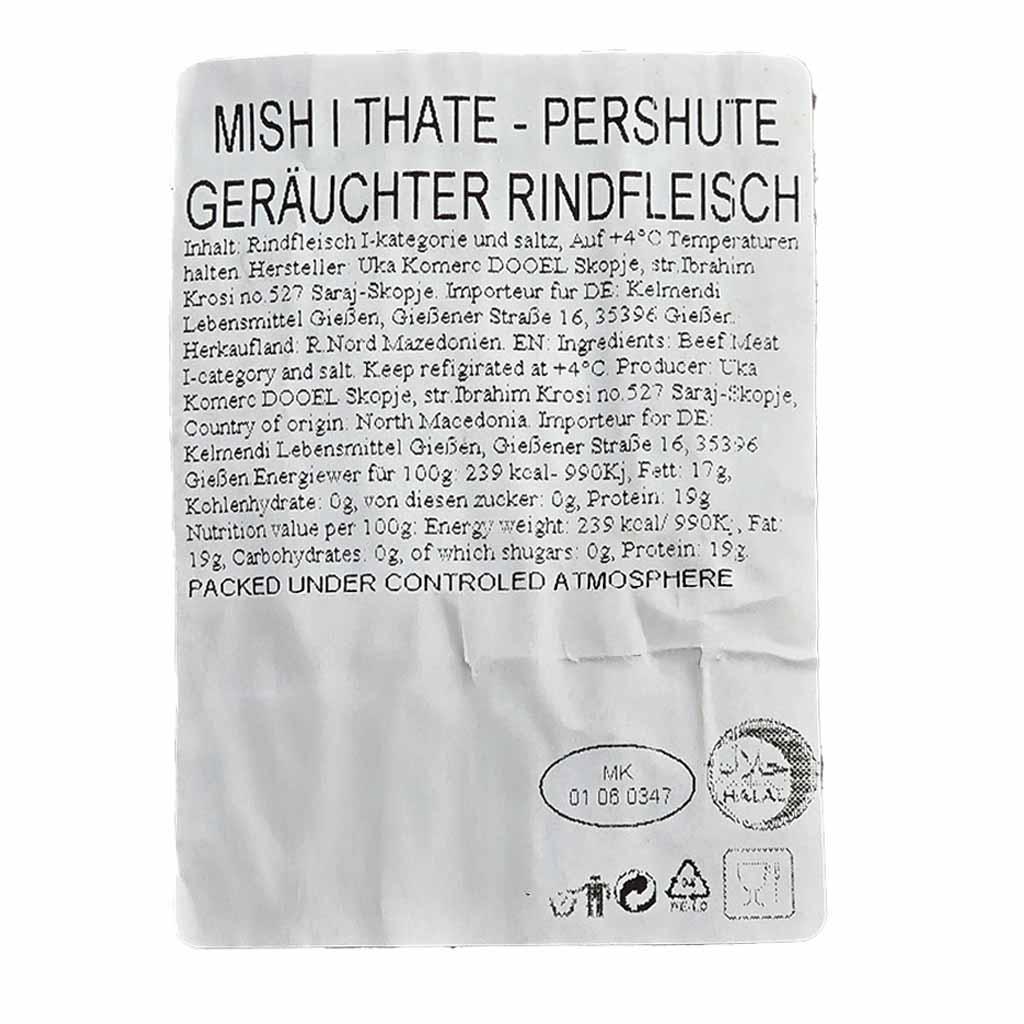 MISH I THATE - PERSHUTE
GERÄUCHTER RINDFLEISCH
Inhalt: Rindfleisch I-kategorie und saltz, Auf +4°C Temperaturen
halten. Hersteller: Uka Komerc DOOEL Skopje, str.Ibrahim
Krosi no.527 Saraj-Skopje. Importeur fur DE: Kelmendi
Lebensmittel Gießen, Gießener Straße 16, 35396 Gießen.
Herkaufland: R.Nord Mazedonien. EN: Ingredients: Beef Meat
I-category and salt. Keep refigirated at +4°C. Producer: Uka
Komerc DOOEL Skopje, str.Ibrahim Krosi no.527 Saraj-Skopje,
Country of origin: North Macedonia. Importeur for DE:
Kelmendi Lebensmittel Gießen, Gießener Straße 16, 35396
Gießen.Energiewer für 100g: 239 kcal- 990Kj, Fett: 17g,
Kohlenhydrate: 0g, von diesen zucker: 0g, Protein: 19g
Nutrition value per 100g: Energy weight: 239 kcal/ 990Kj, Fat:
19g, Carbohydrates: 0g, of which shugars: 0g, Protein: 19g.
PACKED UNDER CONTROLED ATMOSPHERE
MK
01 06 0347
حلال
HALAL